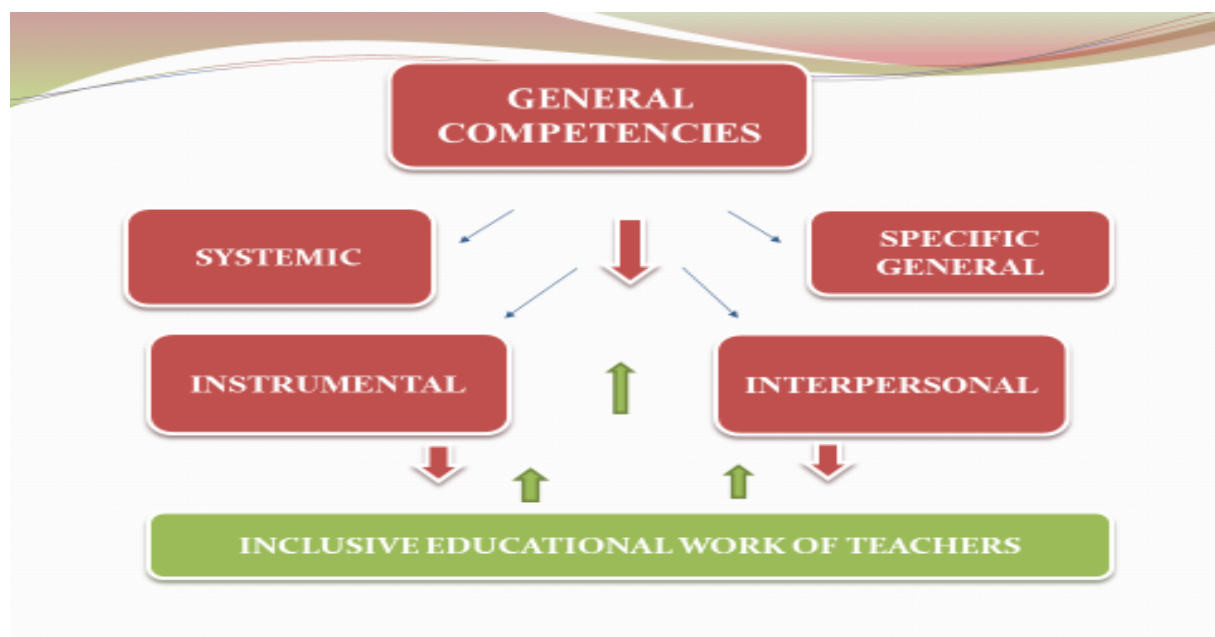 GENERAL
COMPETENCIES
SYSTEMIC
SPECIFIC
GENERAL
INSTRUMENTAL
INTERPERSONAL
INCLUSIVE EDUCATIONAL WORK OF TEACHERS